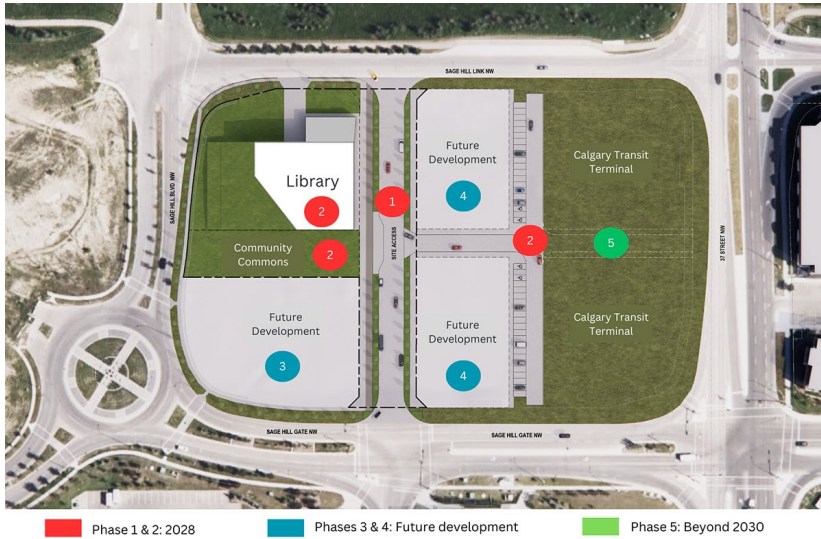 SAGE HILL LINK NW
SAGE HILL BLVD NW
Library
2
Community
Commons
2
Future
Development
3
1
SITE ACCESS
Future
Development
4
2
Future
Development
4
Calgary Transit
Terminal
5
Calgary Transit
Terminal
37 STREET NW
SAGE HILL GATE NW
SAGE HILL GATE NW
Phase 1 & 2: 2028
Phases 3 & 4: Future development
Phase 5: Beyond 2030